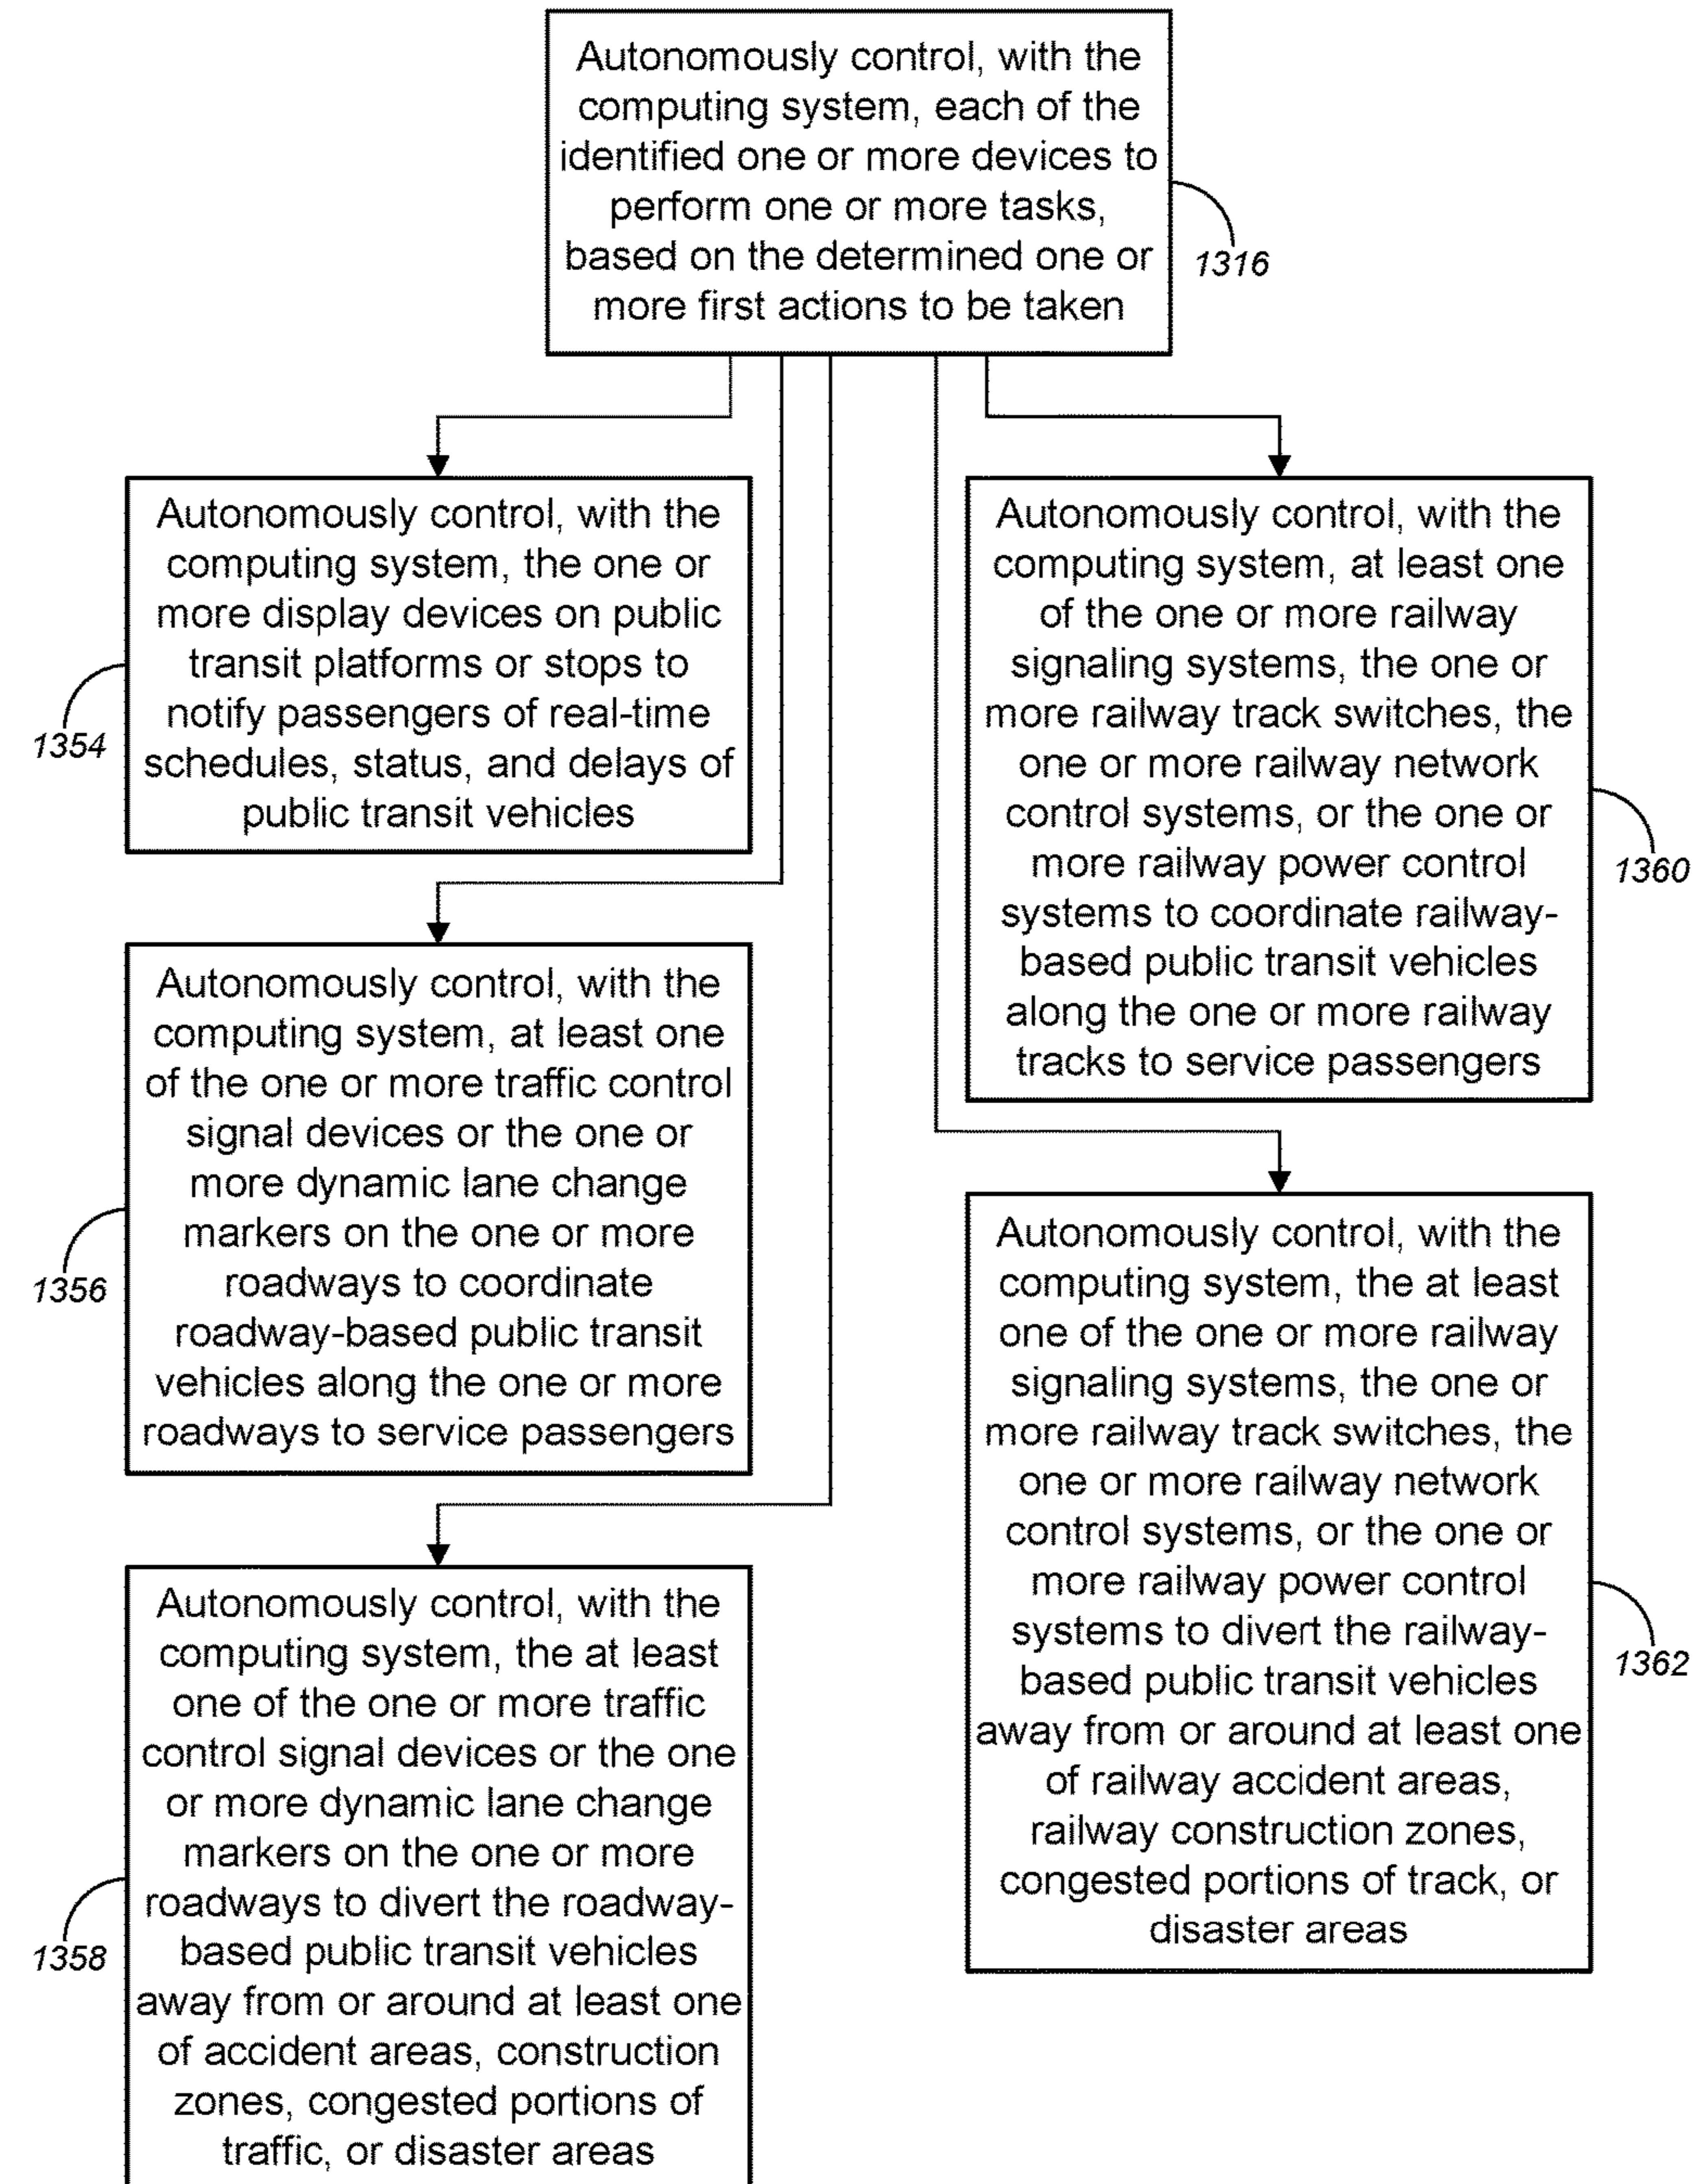 Autonomously control, with the
computing system, each of the
identified one or more devices to
perform one or more tasks,
based on the determined one or
more first actions to be taken
1316
Autonomously control, with the
computing system, the one or
more display devices on public
transit platforms or stops to
notify passengers of real-time
schedules, status, and delays of
public transit vehicles
1354
Autonomously control, with the
computing system, at least one
of the one or more traffic control
signal devices or the one or
more dynamic lane change
markers on the one or more
roadways to coordinate
roadway-based public transit
vehicles along the one or more
roadways to service passengers
1356
Autonomously control, with the
computing system, the at least
one of the one or more traffic
control signal devices or the one
or more dynamic lane change
markers on the one or more
roadways to divert the roadway-
based public transit vehicles
away from or around at least one
of accident areas, construction
zones, congested portions of
traffic, or disaster areas
1358
Autonomously control, with the
computing system, at least one
of the one or more railway
signaling systems, the one or
more railway track switches, the
one or more railway network
control systems, or the one or
more railway power control
systems to coordinate railway-
based public transit vehicles
along the one or more railway
tracks to service passengers
1360
Autonomously control, with the
computing system, the at least
one of the one or more railway
signaling systems, the one or
more railway track switches, the
one or more railway network
control systems, or the one or
more railway power control
systems to divert the railway-
based public transit vehicles
away from or around at least one
of railway accident areas,
railway construction zones,
congested portions of track, or
disaster areas
1362